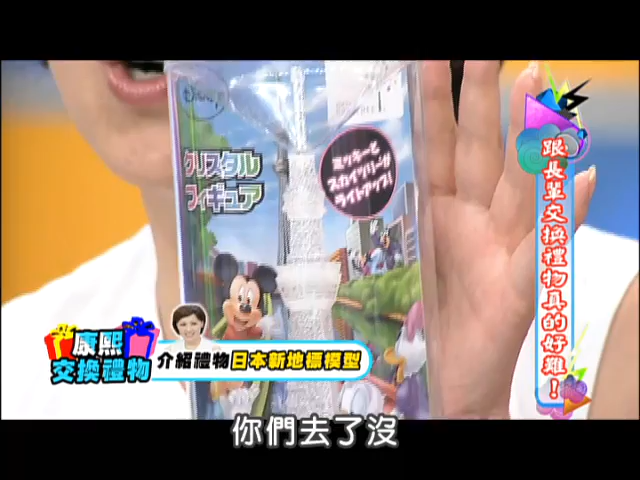 クリスタル
フィギュア
ミッキーと
スカイツリーが
ライトアップ!
跟長輩交換禮物真的好難!
康熙
交換禮物
介紹禮物日本新地標模型
你們去了沒